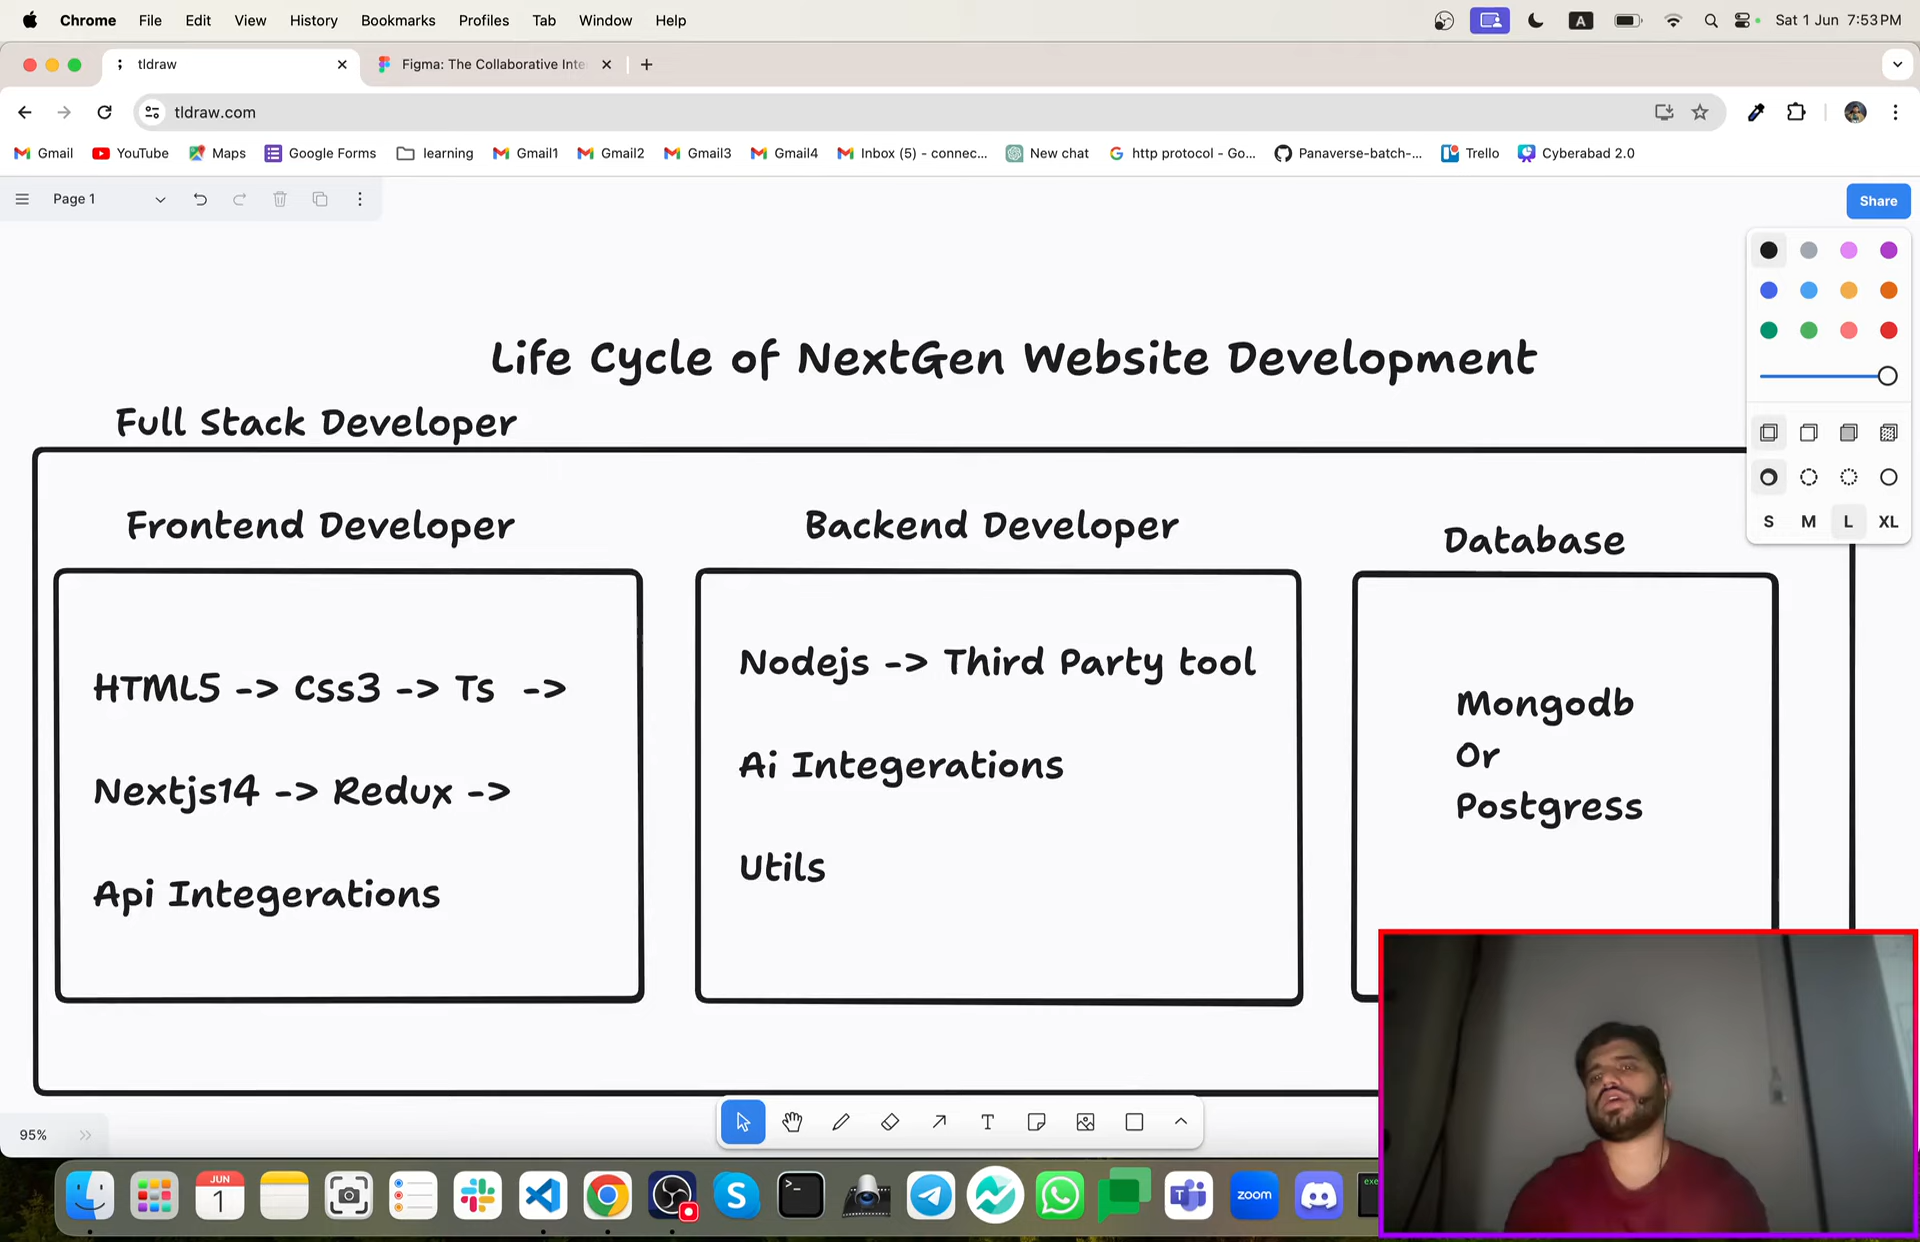 Chrome File Edit View History Bookmarks Profiles Tab Window Help
A
Sat 1 Jun 7:53 PM
tldraw
Figma: The Collaborative Inte
tldraw.com
Gmail YouTube Maps Google Forms learning Gmail1 Gmail2 Gmail3 Gmail4 Inbox (5) - connec... New chat http protocol - Go... Panaverse-batch-... Trello Cyberabad 2.0
Page 1
Share
S M L XL
Life Cycle of NextGen Website Development
Full Stack Developer
Frontend Developer
HTML5 -> Css3 -> Ts ->
Nextjs14 -> Redux ->
Api Integerations
Backend Developer
Nodejs -> Third Party tool
Ai Integerations
Utils
Database
Mongodb
Or
Postgress
T
95%
JUN
1
S
>_
T
zoom
exe